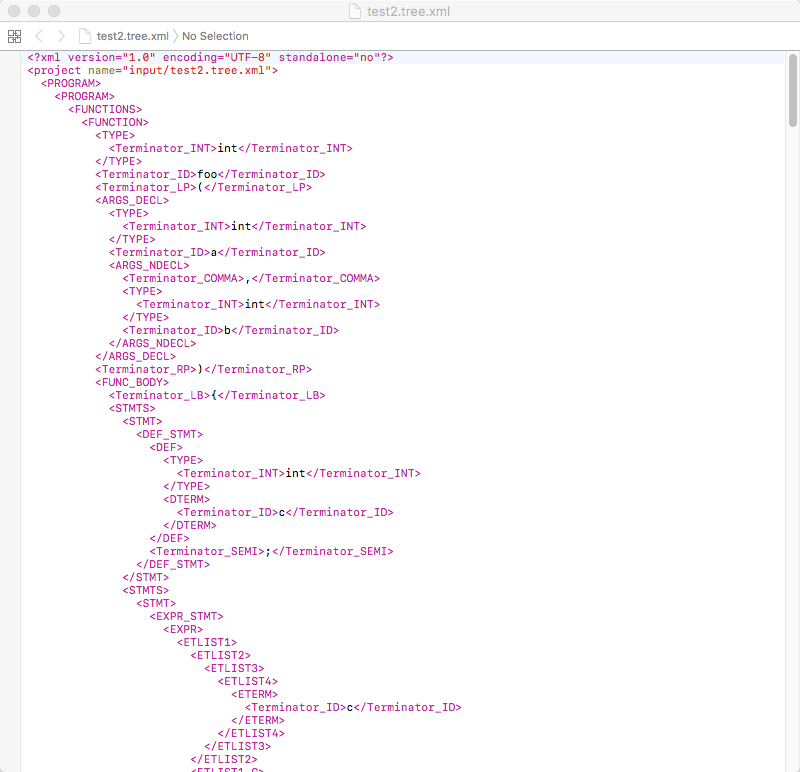 test2.tree.xml
test2.tree.xml No Selection
<?xml version="1.0" encoding="UTF-8" standalone="no"?>
<project name="input/test2.tree.xml">
  <PROGRAM>
    <PROGRAM>
      <FUNCTIONS>
        <FUNCTION>
          <TYPE>
            <Terminator_INT>int</Terminator_INT>
          </TYPE>
          <Terminator_ID>foo</Terminator_ID>
          <Terminator_LP>(</Terminator_LP>
          <ARGS_DECL>
            <TYPE>
              <Terminator_INT>int</Terminator_INT>
            </TYPE>
            <Terminator_ID>a</Terminator_ID>
            <ARGS_NDECL>
              <Terminator_COMMA>,</Terminator_COMMA>
              <TYPE>
                <Terminator_INT>int</Terminator_INT>
              </TYPE>
              <Terminator_ID>b</Terminator_ID>
            </ARGS_NDECL>
          </ARGS_DECL>
          <Terminator_RP>)</Terminator_RP>
          <FUNC_BODY>
            <Terminator_LB>{</Terminator_LB>
            <STMTS>
              <STMT>
                <DEF_STMT>
                  <DEF>
                    <TYPE>
                      <Terminator_INT>int</Terminator_INT>
                    </TYPE>
                    <DTERM>
                      <Terminator_ID>c</Terminator_ID>
                    </DTERM>
                  </DEF>
                  <Terminator_SEMI>;</Terminator_SEMI>
                </DEF_STMT>
              </STMT>
              <STMTS>
                <STMT>
                  <EXPR_STMT>
                    <EXPR>
                      <ETLIST1>
                        <ETLIST2>
                          <ETLIST3>
                            <ETLIST4>
                              <ETERM>
                                <Terminator_ID>c</Terminator_ID>
                              </ETERM>
                            </ETLIST4>
                          </ETLIST3>
                        </ETLIST2>